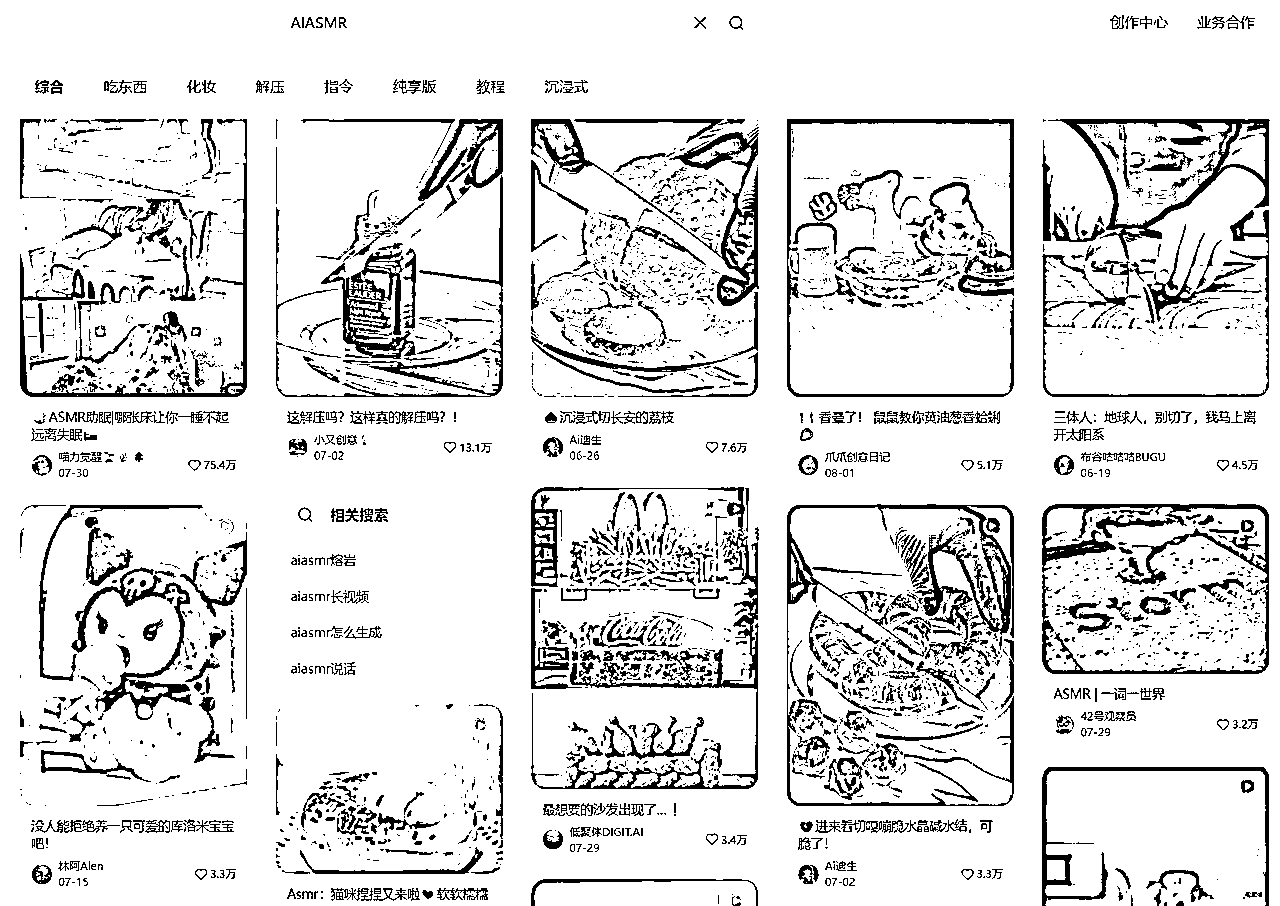 AIASMR
创作中心 业务合作
综合 吃东西 化妆 解压 指令 纯享版 教程 沉浸式
ASMR助眠|啊张床让你一睡不起
远离失眠
喵力觉醒
07-30
75.4万
这解压吗？这样真的解压吗？！
小又创意
07-02
13.1万
沉浸式切长安的荔枝
Ai迪生
06-26
7.6万
香晕了！ 鼠鼠教你黄油葱香蛤蜊
爪爪创意日记
08-01
5.1万
三体人：地球人，别切了，我马上离
开太阳系
布谷咕咕咕BUGU
06-19
4.5万
没人能拒绝养一只可爱的库洛米宝宝
吧！
林阿Alen
07-15
3.3万
相关搜索
aiasmr熔岩
aiasmr长视频
aiasmr怎么生成
aiasmr说话
Asmr：猫咪捏捏又来啦 软软糯糯
Coca-Cola
最想要的沙发出现了...！
低聚体DIGIT.AI
07-29
3.4万
进来看切嘎嘣脆水晶碱水结，可
脆了！
Ai迪生
07-02
3.3万
Storm
ASMR | 一词一世界
42号观察员
07-29
3.2万